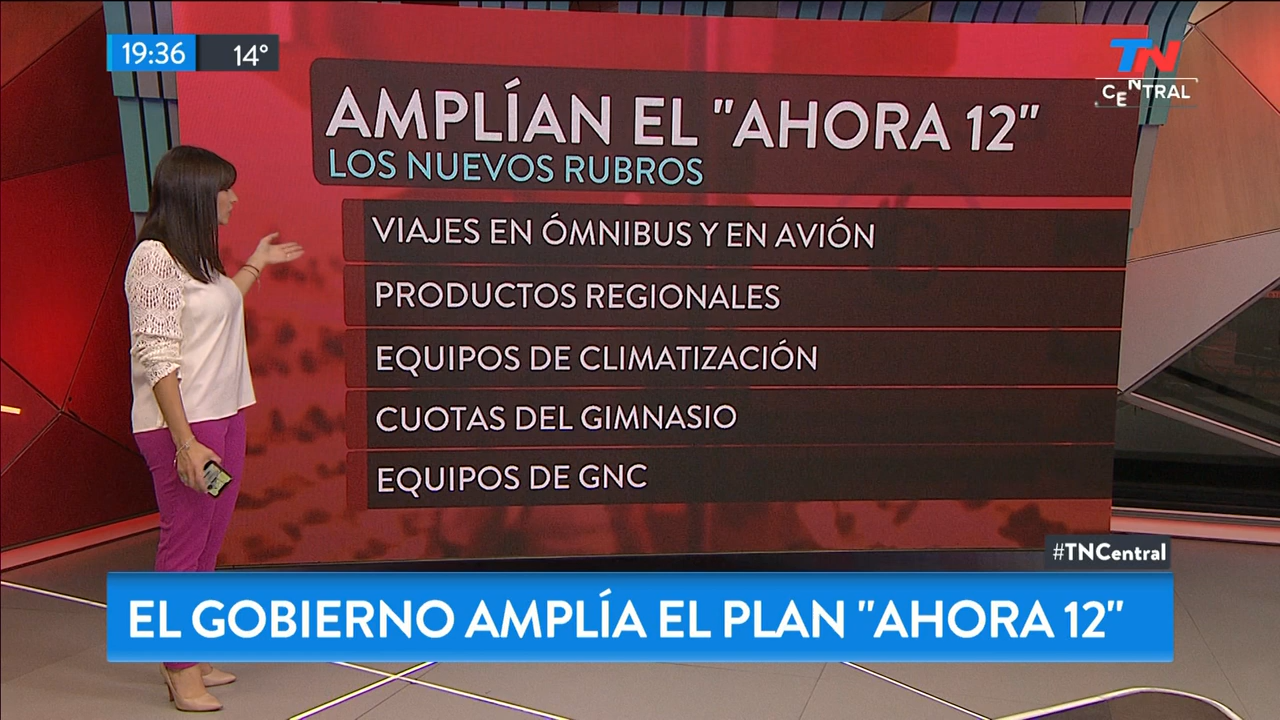 19:36 14°
TN
CENTRAL
AMPLÍAN EL "AHORA 12"
LOS NUEVOS RUBROS
VIAJES EN ÓMNIBUS Y EN AVIÓN
PRODUCTOS REGIONALES
EQUIPOS DE CLIMATIZACIÓN
CUOTAS DEL GIMNASIO
EQUIPOS DE GNC
#TNCentral
EL GOBIERNO AMPLÍA EL PLAN "AHORA 12"